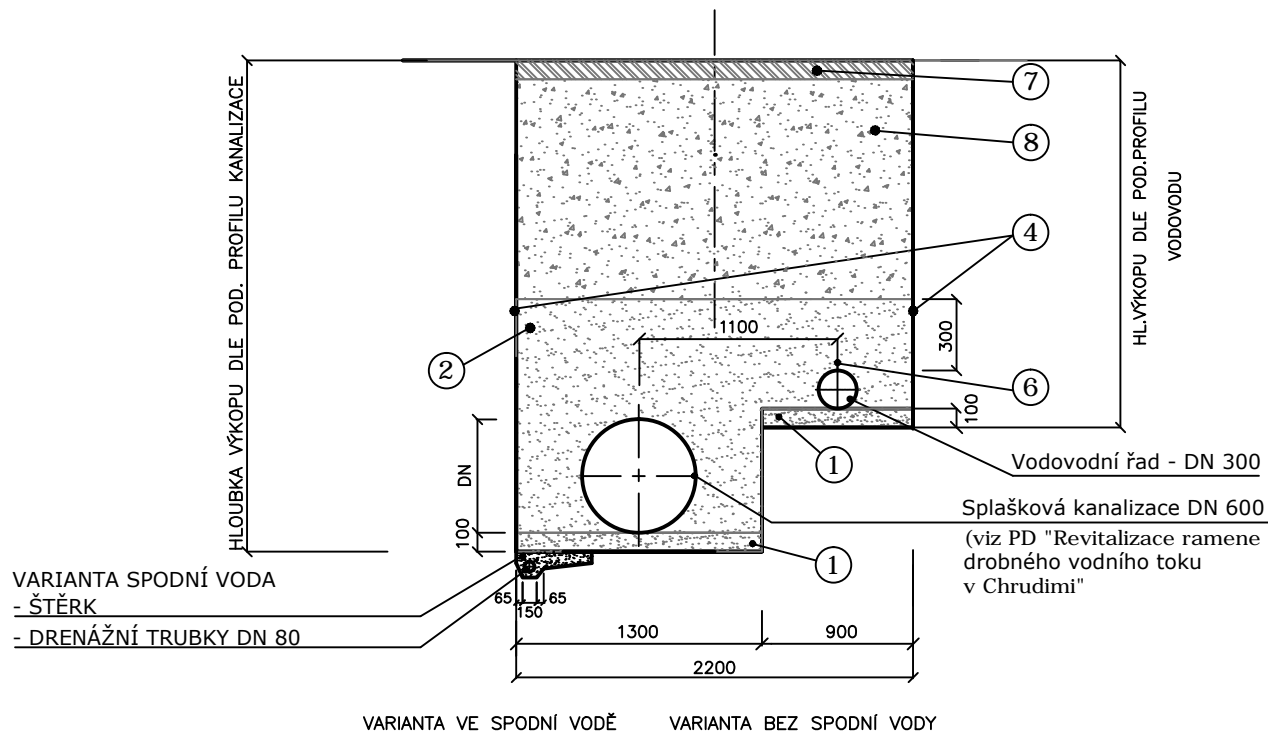 HLOUBKA VÝKOPU DLE POD. PROFILU KANALIZACE
7
8
HL.VÝKOPU DLE POD.PROFILU
VODOVODU
4
1100
300
2
6
100
1
DN
Vodovodní řad - DN 300
Splašková kanalizace DN 600
(viz PD "Revitalizace ramene
drobného vodního toku
v Chrudimi"
100
1
VARIANTA SPODNÍ VODA
- ŠTĚRK
- DRENÁŽNÍ TRUBKY DN 80
65
65
150
1300
900
2200
VARIANTA VE SPODNÍ VODĚ
VARIANTA BEZ SPODNÍ VODY